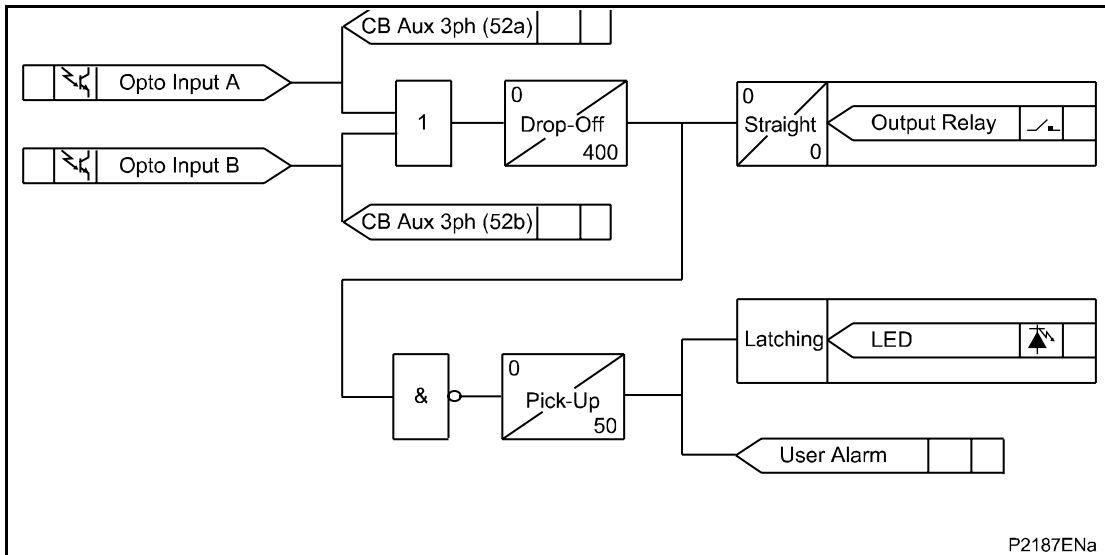 CB Aux 3ph (52a)
Opto Input A
0
1
Drop-Off
400
0
Straight
0
Output Relay
Opto Input B
CB Aux 3ph (52b)
Latching
LED
&
0
Pick-Up
50
User Alarm
P2187ENa